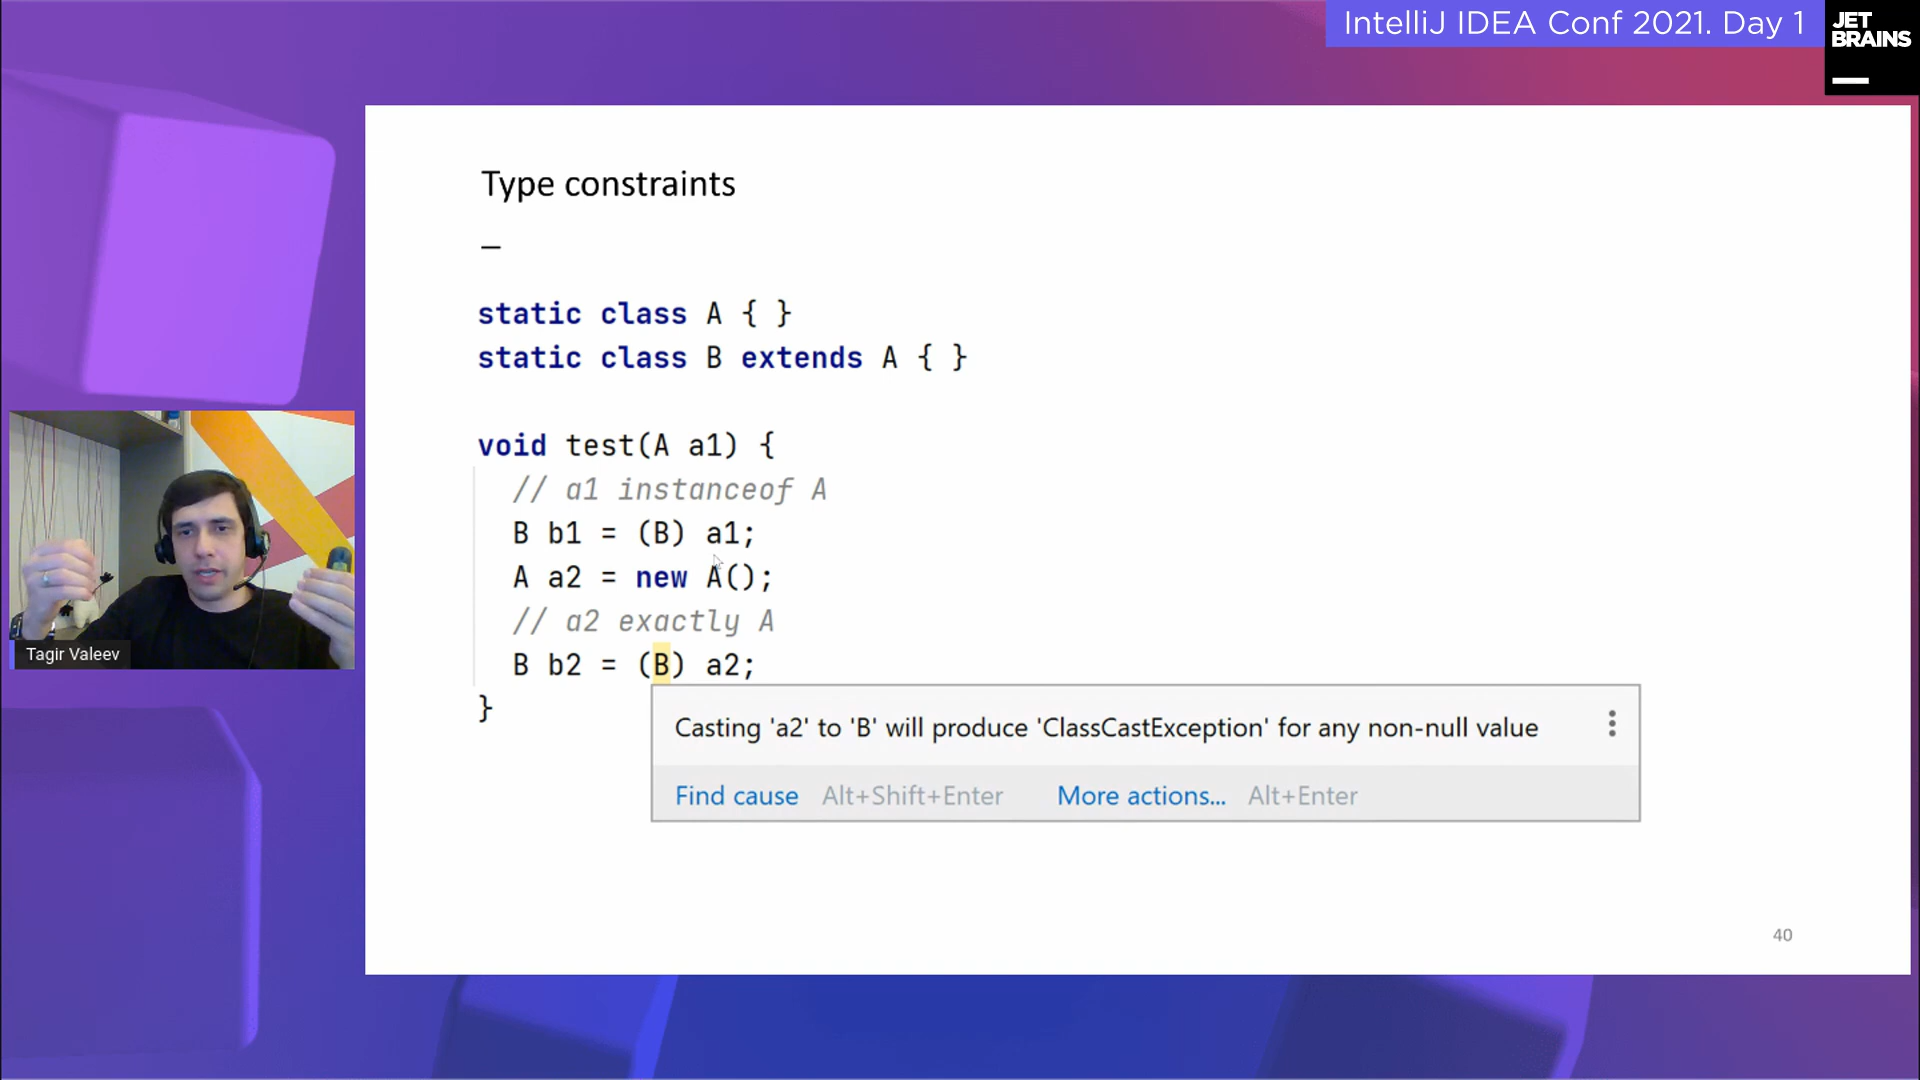 IntelliJ IDEA Conf 2021. Day 1
JET
BRAINS
Type constraints
static class A { }
static class B extends A { }
void test(A a1) {
// a1 instanceof A
B b1 = (B) a1;
A a2 = new A();
// a2 exactly A
B b2 = (B) a2;
}
Casting 'a2' to 'B' will produce 'ClassCastException' for any non-null value
Find cause Alt+Shift+Enter More actions... Alt+Enter
Tagir Valeev
40